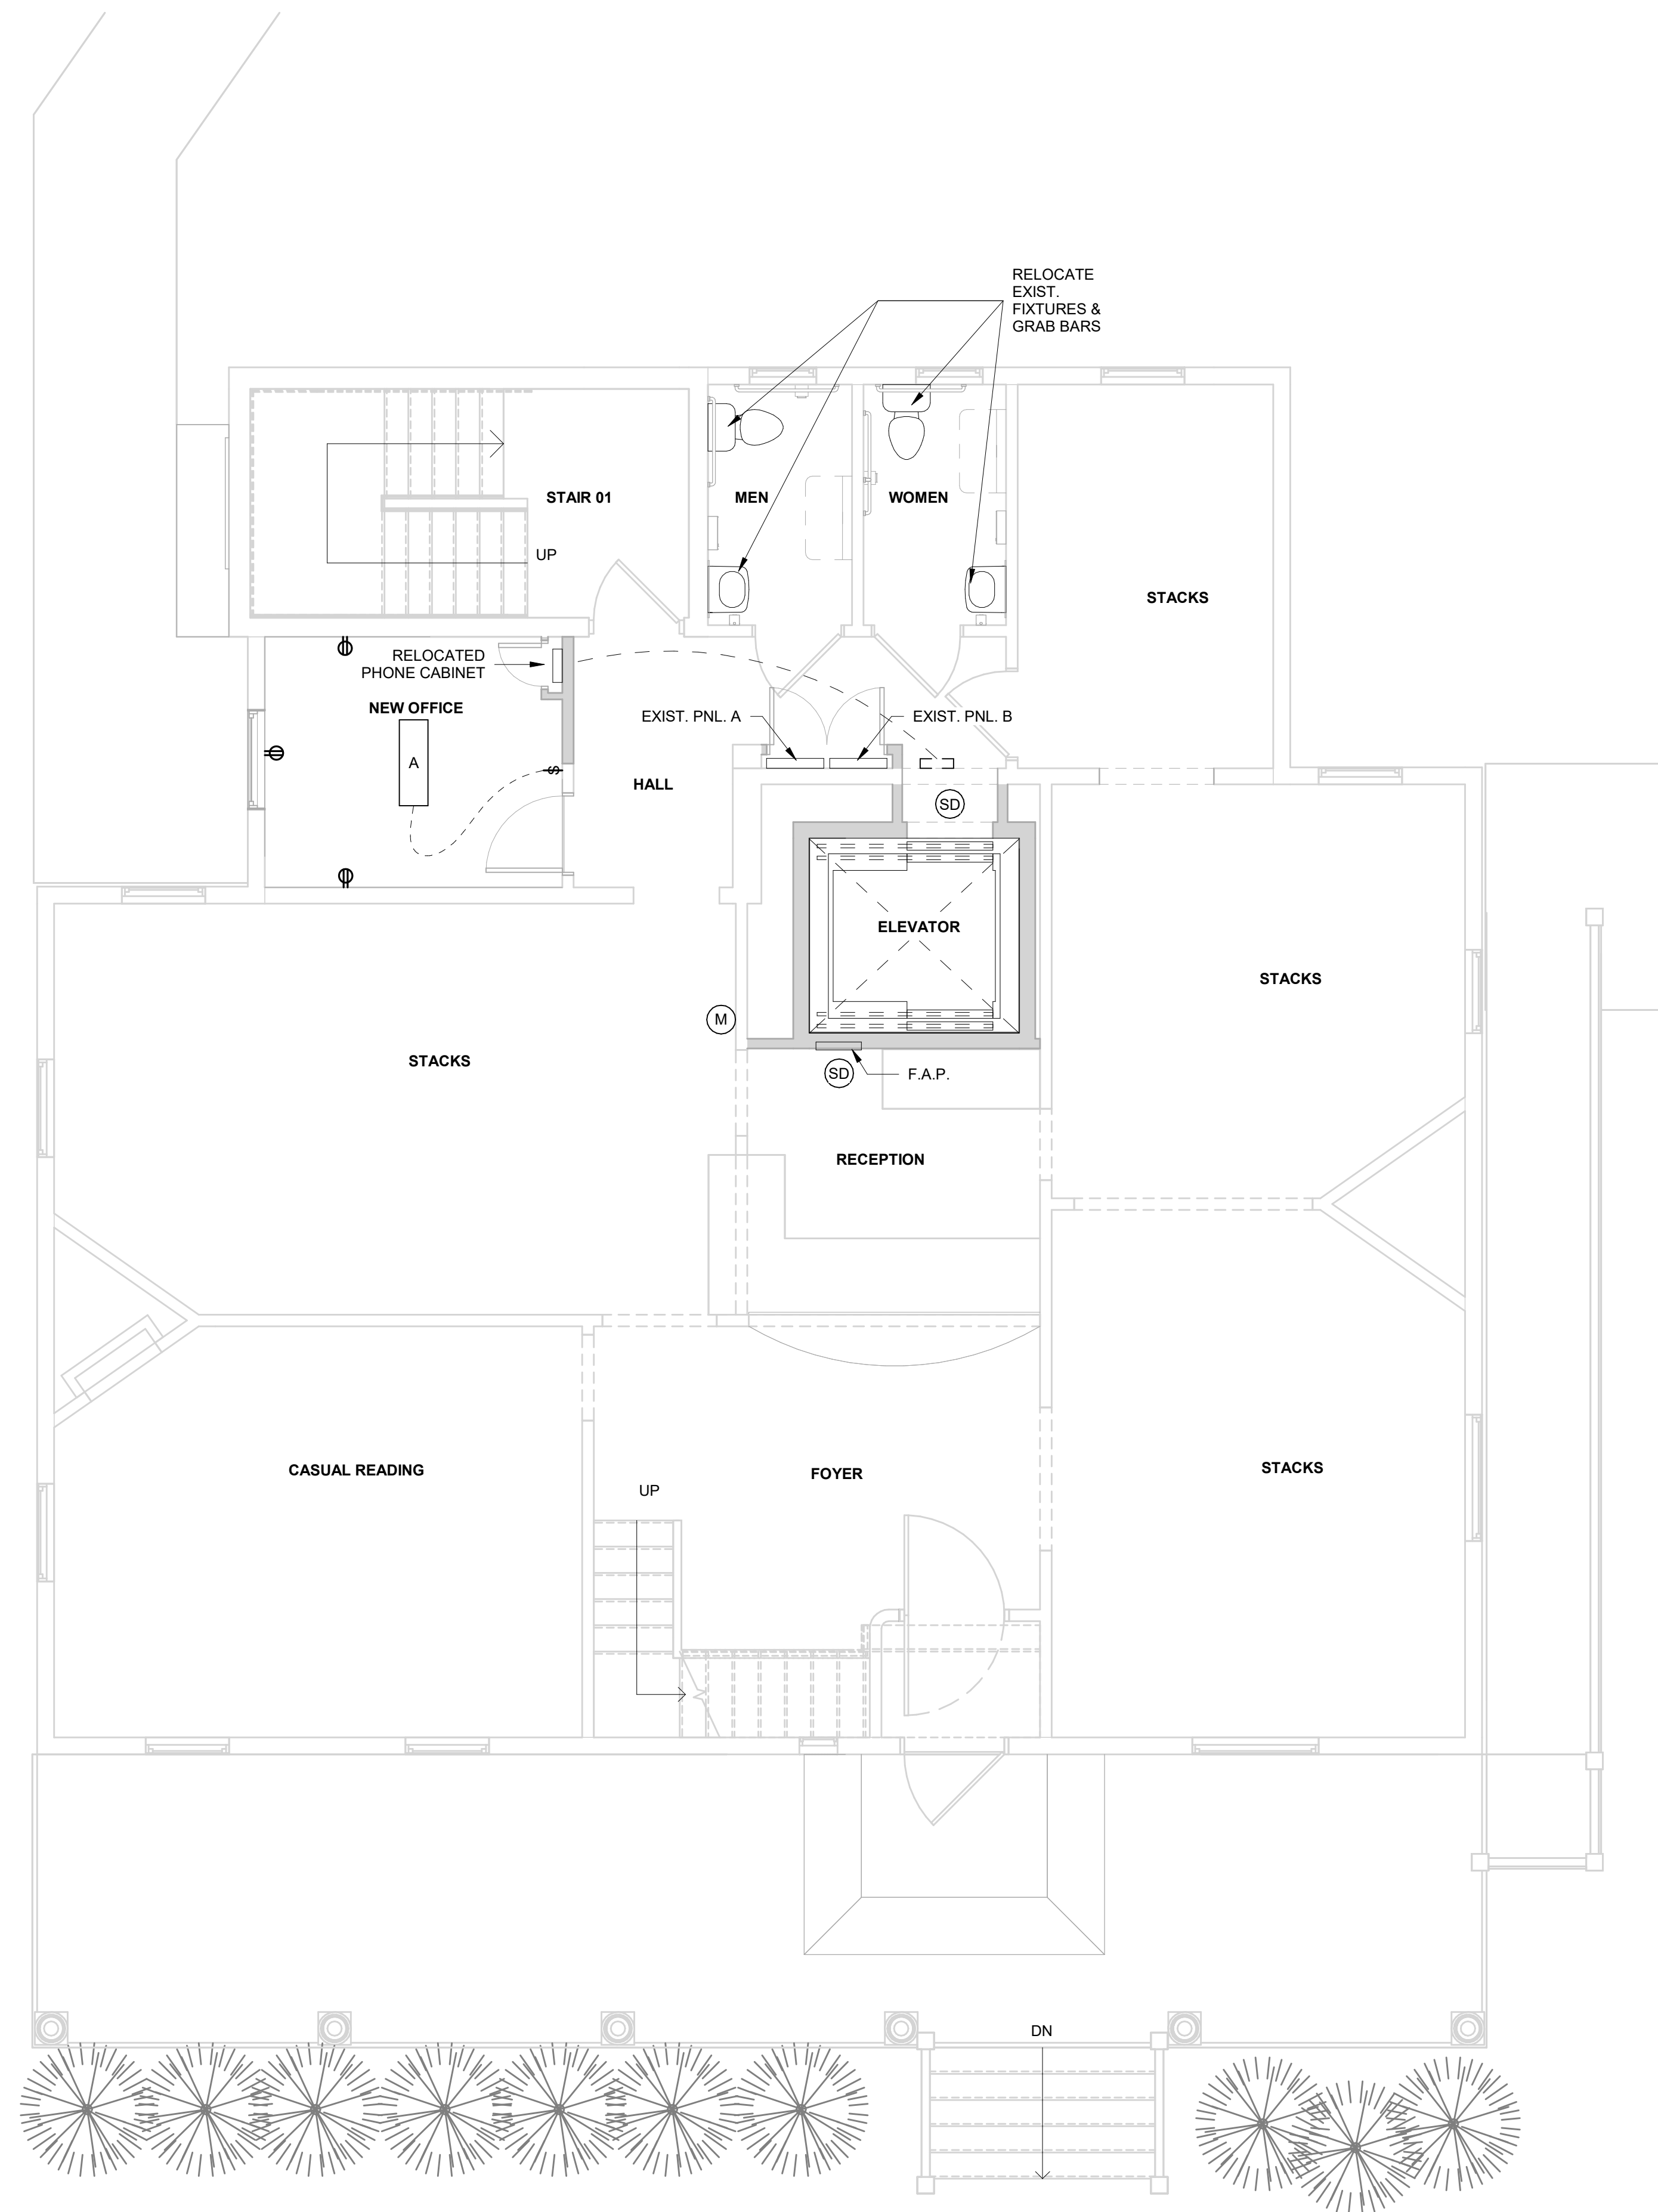 RELOCATE
EXIST.
FIXTURES &
GRAB BARS
STAIR 01
MEN
WOMEN
UP
STACKS
RELOCATED
PHONE CABINET
NEW OFFICE
EXIST. PNL. A
EXIST. PNL. B
A
$
HALL
SD
ELEVATOR
STACKS
M
STACKS
SD
F.A.P.
RECEPTION
CASUAL READING
FOYER
STACKS
UP
DN